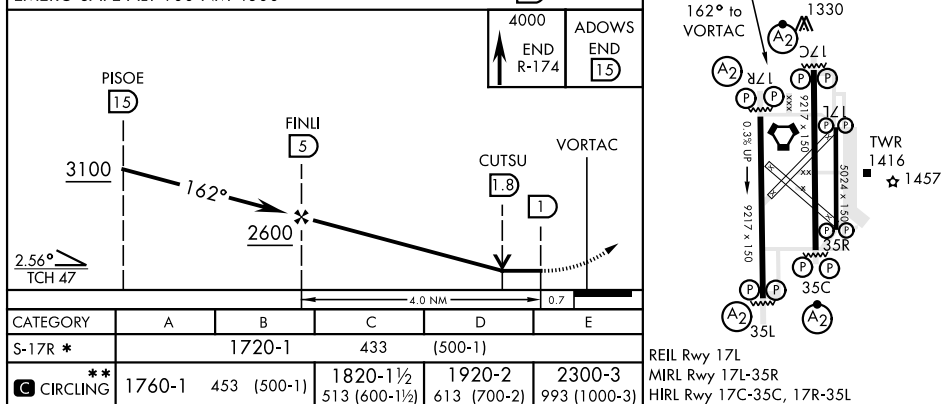 4000
END
R-174
ADOWS
END
15
PISOE
15
FINLI
5
CUTSU
1.8
VORTAC
1
3100
162°
2600
2.56°
TCH 47
4.0 NM
0.7
CATEGORY A B C D E
S-17R * 1720-1 433 (500-1)
C CIRCLING ** 1760-1 453 (500-1) 1820-1½ 513 (600-1½) 1920-2 613 (700-2) 2300-3 993 (1000-3)
162° to
VORTAC
1330
A2
17C
A2
17R
P P
P P
17L
P P
9217 x 150
0.3% UP
9217 x 150
5024 x 150
TWR
1416
1457
P P
35R
P P
35C
P P
A2
35L
A2
REIL Rwy 17L
MIRL Rwy 17L-35R
HIRL Rwy 17C-35C, 17R-35L